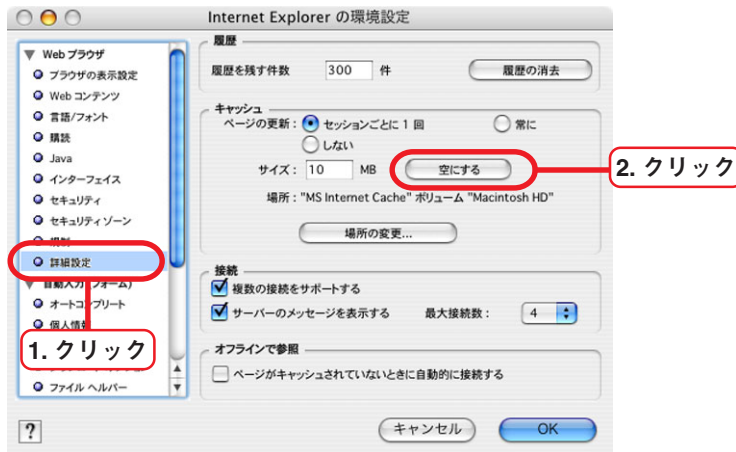 Internet Explorer の環境設定
Web ブラウザ
ブラウザの表示設定
Web コンテンツ
言語/フォント
購読
Java
インターフェイス
セキュリティ
セキュリティ ゾーン
詳細設定
自動入力 (フォーム)
オートコンプリート
個人情報
1. クリック
ファイル ヘルパー
履歴
履歴を残す件数 300 件 履歴の消去
キャッシュ
ページの更新 : セッションごとに 1 回 常に
しない
サイズ : 10 MB 空にする
2. クリック
場所 : "MS Internet Cache" ボリューム "Macintosh HD"
場所の変更...
接続
複数の接続をサポートする
サーバーのメッセージを表示する 最大接続数 : 4
オフラインで参照
ページがキャッシュされていないときに自動的に接続する
? キャンセル OK